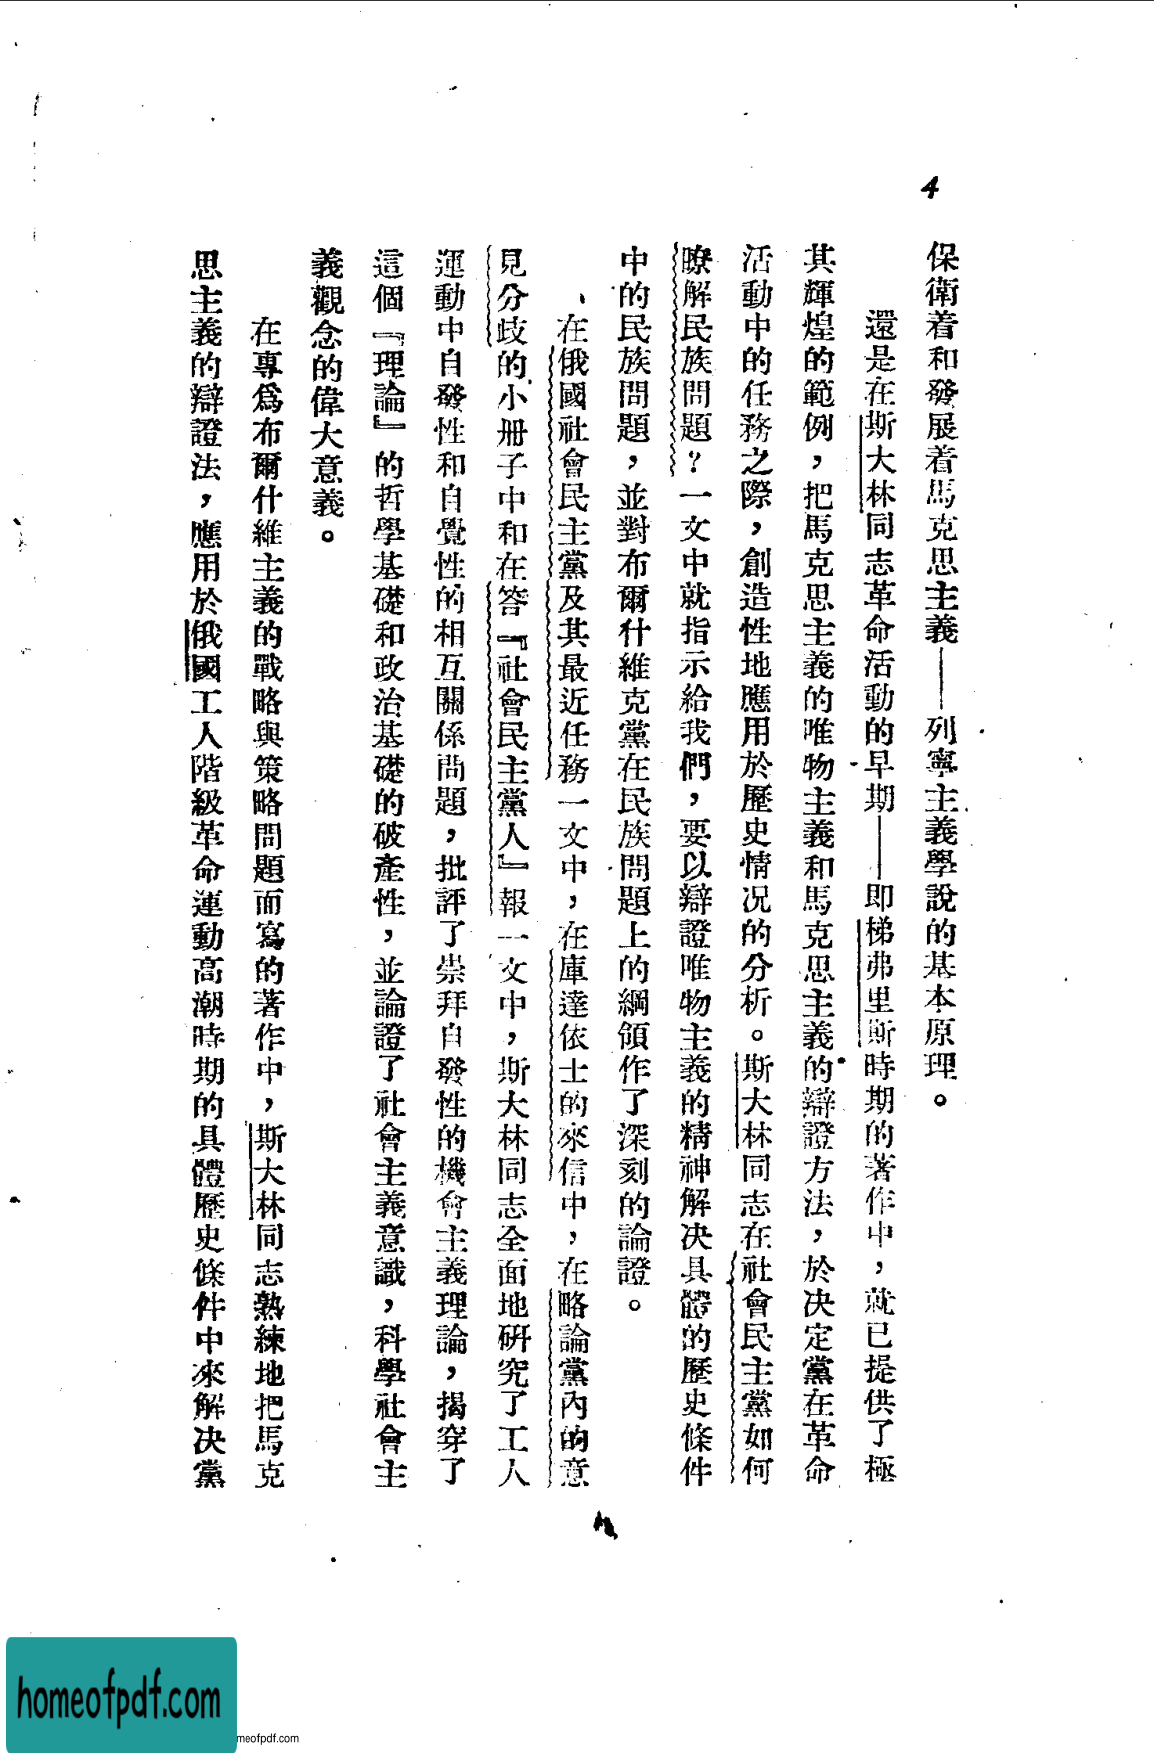 4
保衛着和發展着馬克思主義——列寧主義學說的基本原理。
還是在斯大林同志革命活動的早期——即梯弗里斯時期的著作中，就已提供了極
其輝煌的範例，把馬克思主義的唯物主義和馬克思主義的辯證方法，於決定黨在革命
活動中的任務之際，創造性地應用於歷史情況的分析。斯大林同志在社會民主黨如何
瞭解民族問題？一文中就指示給我們，要以辯證唯物主義的精神解决具體的歷史條件
中的民族問題，並對布爾什維克黨在民族問題上的綱領作了深刻的論證。
在俄國社會民主黨及其最近任務一文中，在庫達依士的來信中，在略論黨內的意
見分歧的小册子中和在答『社會民主黨人』報一文中，斯大林同志全面地研究了工人
運動中自發性和自覺性的相互關係問題，批評了崇拜自發性的機會主義理論，揭穿了
這個『理論』的哲學基礎和政治基礎的破產性，並論證了社會主義意識，科學社會主
義觀念的偉大意義。
在專爲布爾什維主義的戰略與策略問題而寫的著作中，斯大林同志熟練地把馬克
思主義的辯證法，應用於俄國工人階級革命運動高潮時期的具體歷史條件中來解决黨
homeofpdf.com
meofpdf.com